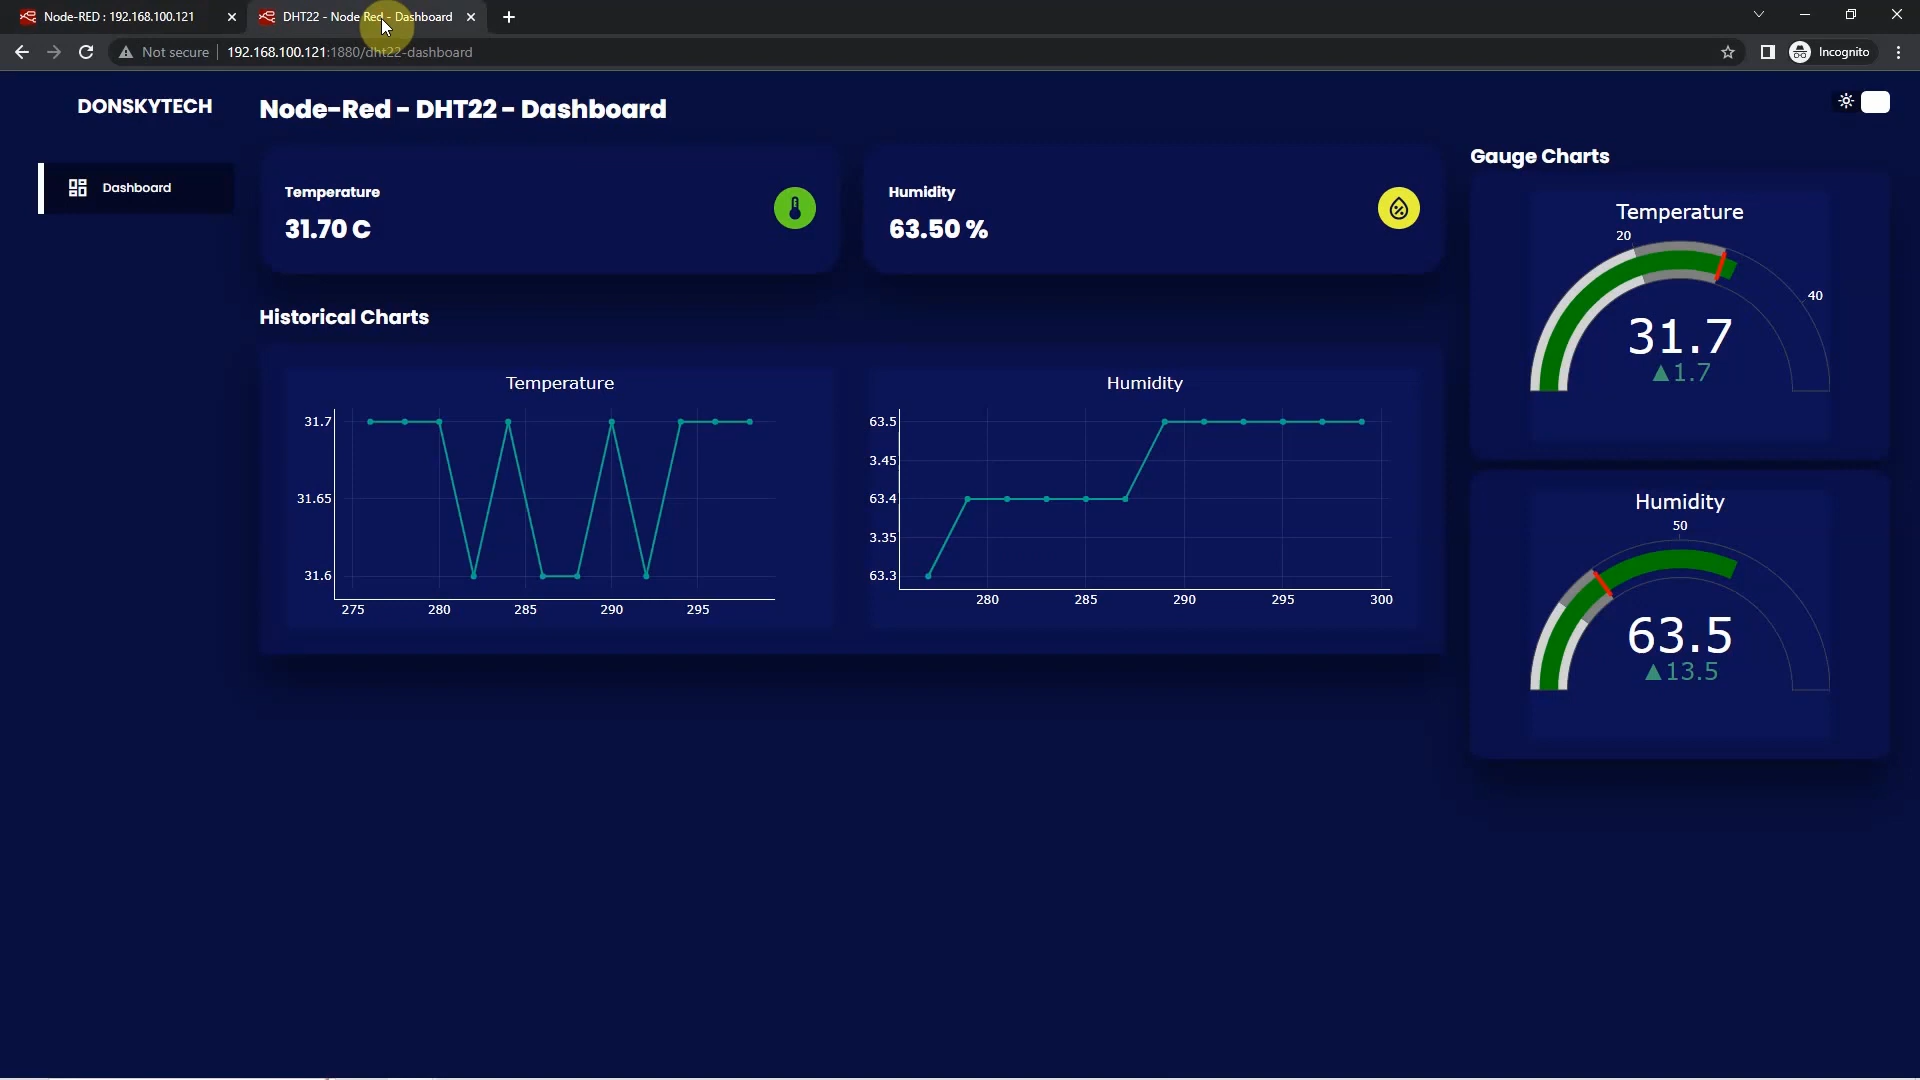 Node-RED : 192.168.100.121
DHT22 - Node Red - Dashboard
Not secure
192.168.100.121:1880/dht22-dashboard
Incognito
DONSKYTECH
Node-Red - DHT22 - Dashboard
Dashboard
Temperature
31.70 C
Humidity
63.50 %
Historical Charts
Temperature
31.7
31.65
31.6
275 280 285 290 295
Humidity
63.5
3.45
63.4
3.35
63.3
280 285 290 295 300
Gauge Charts
Temperature
20
40
31.7
▲1.7
Humidity
50
63.5
▲13.5